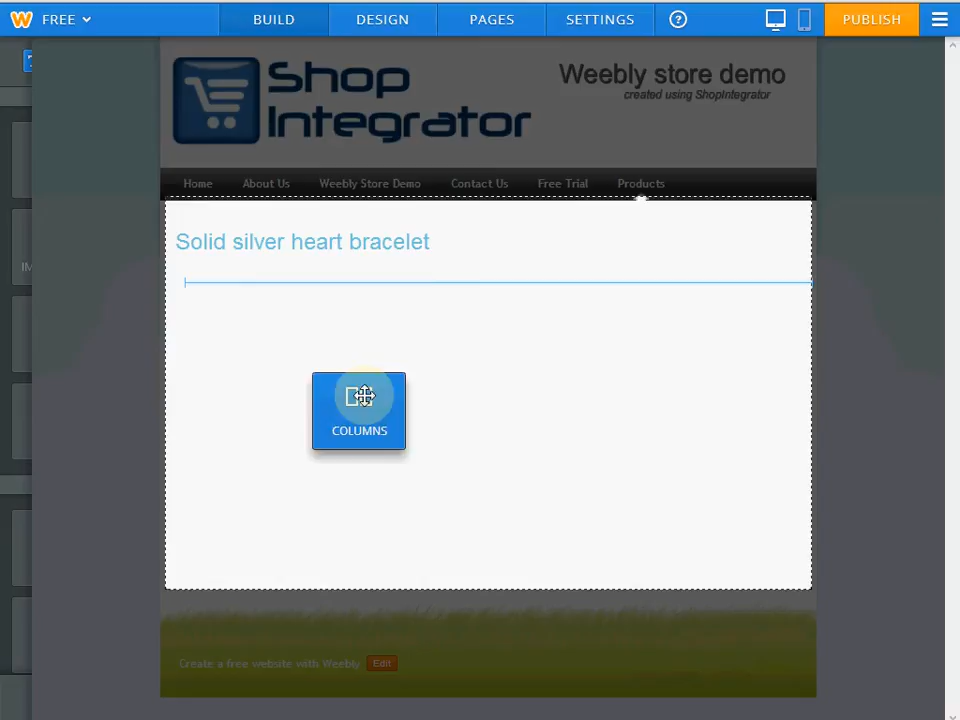 FREE BUILD DESIGN PAGES SETTINGS ? PUBLISH
Shop
Integrator
Weebly store demo
created using ShopIntegrator
Home About Us Weebly Store Demo Contact Us Free Trial Products
Solid silver heart bracelet
COLUMNS
Create a free website with Weebly Edit